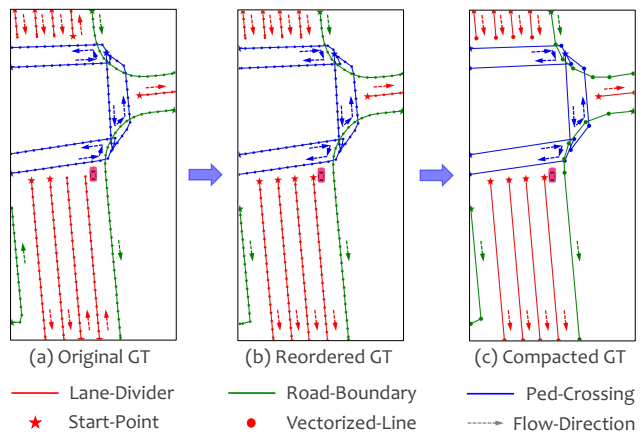 (a) Original GT
(b) Reordered GT
(c) Compacted GT
Lane-Divider
Road-Boundary
Ped-Crossing
Start-Point
Vectorized-Line
Flow-Direction